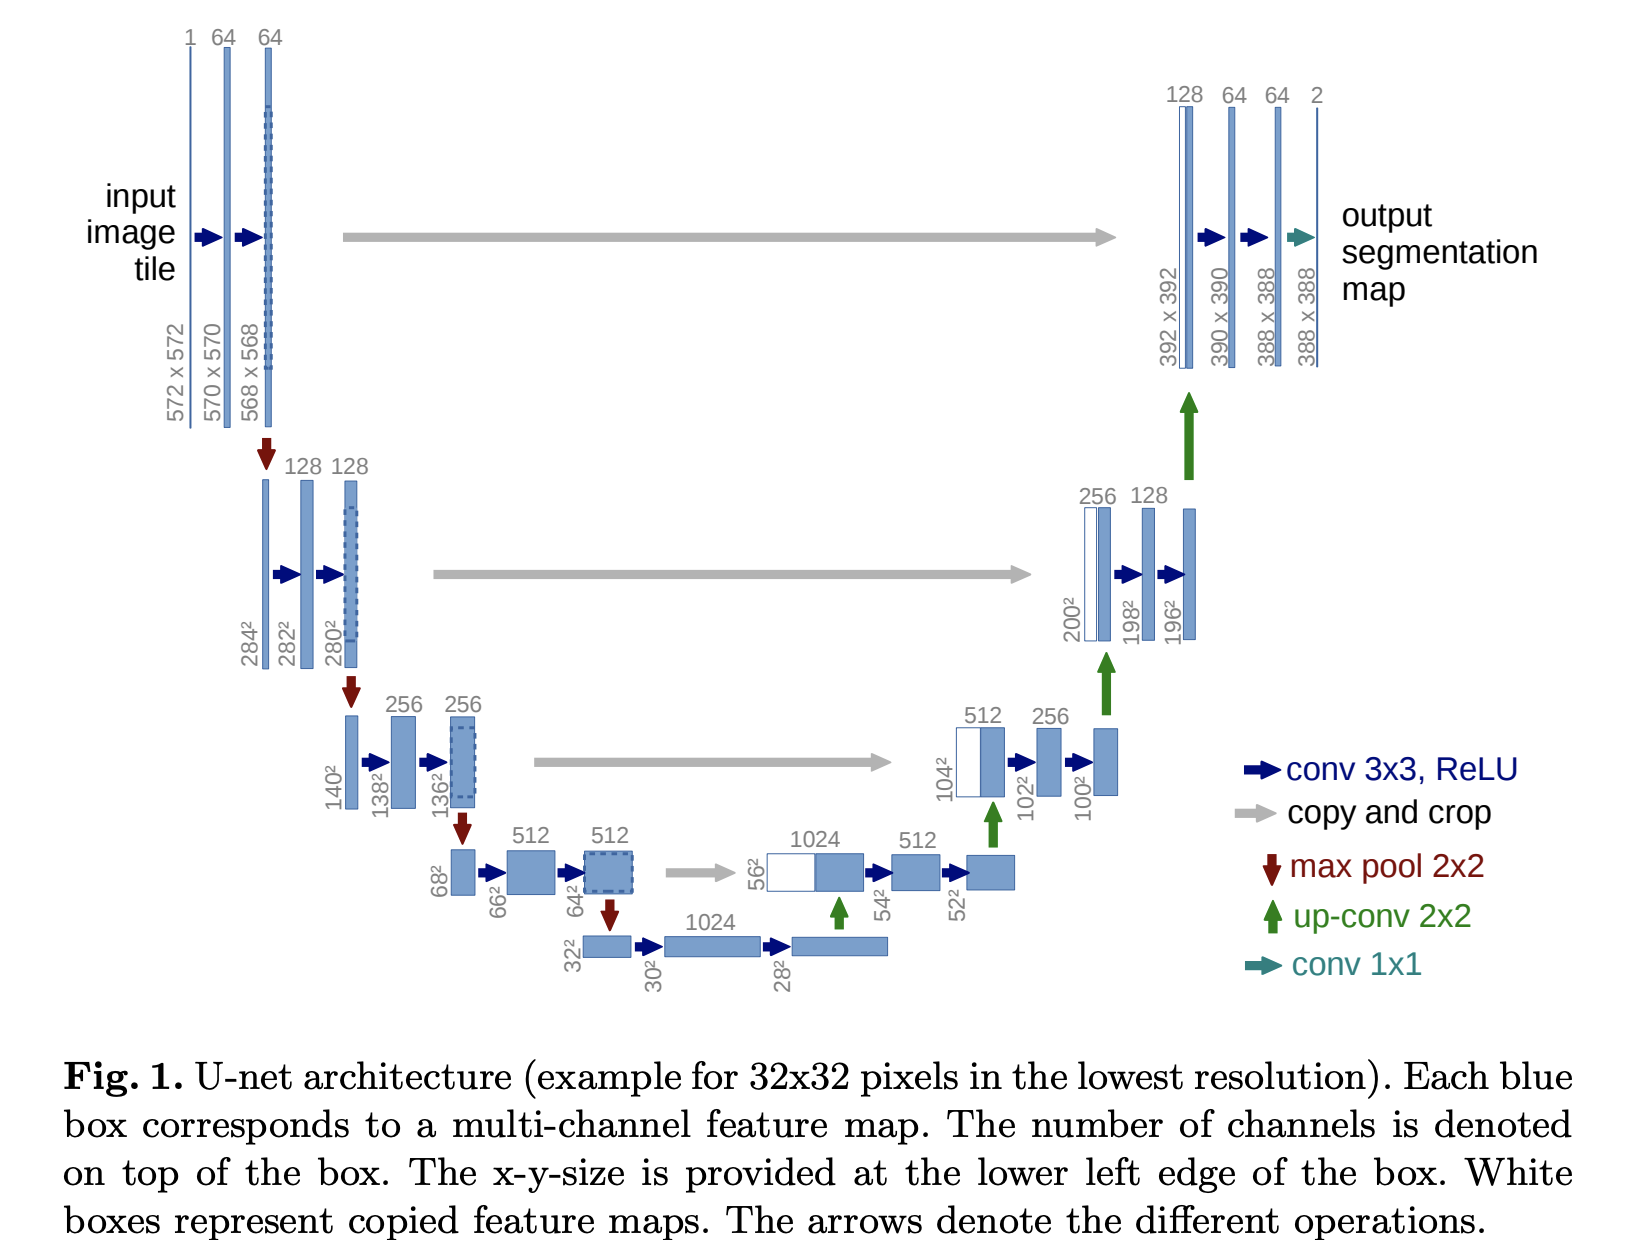 1 64 64
input
image
tile
572 x 572
570 x 570
568 x 568
128 64 64 2
392 x 392
390 x 390
388 x 388
388 x 388
output
segmentation
map
128 128
284²
282²
280²
256 128
200²
198²
196²
256 256
140²
138²
136²
512 256
104²
102²
100²
512 512
68²
66²
64²
1024 512
56²
54²
52²
1024
32²
30²
28²
conv 3x3, ReLU
copy and crop
max pool 2x2
up-conv 2x2
conv 1x1
Fig. 1. U-net architecture (example for 32x32 pixels in the lowest resolution). Each blue
box corresponds to a multi-channel feature map. The number of channels is denoted
on top of the box. The x-y-size is provided at the lower left edge of the box. White
boxes represent copied feature maps. The arrows denote the different operations.